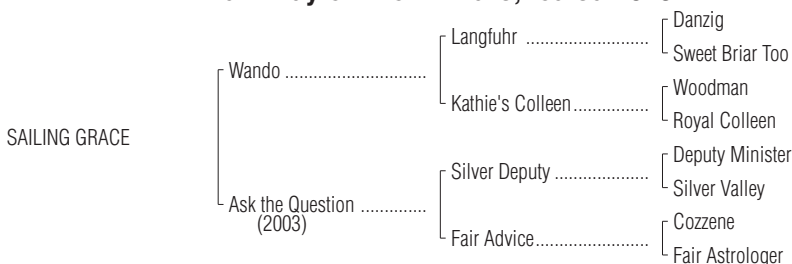 Danzig
Langfuhr ....................
Sweet Briar Too
Wando .............................
Woodman
Kathie's Colleen.................
Royal Colleen
SAILING GRACE
Deputy Minister
Silver Deputy ....................
Silver Valley
Ask the Question ..............
(2003)
Cozzene
Fair Advice.........................
Fair Astrologer